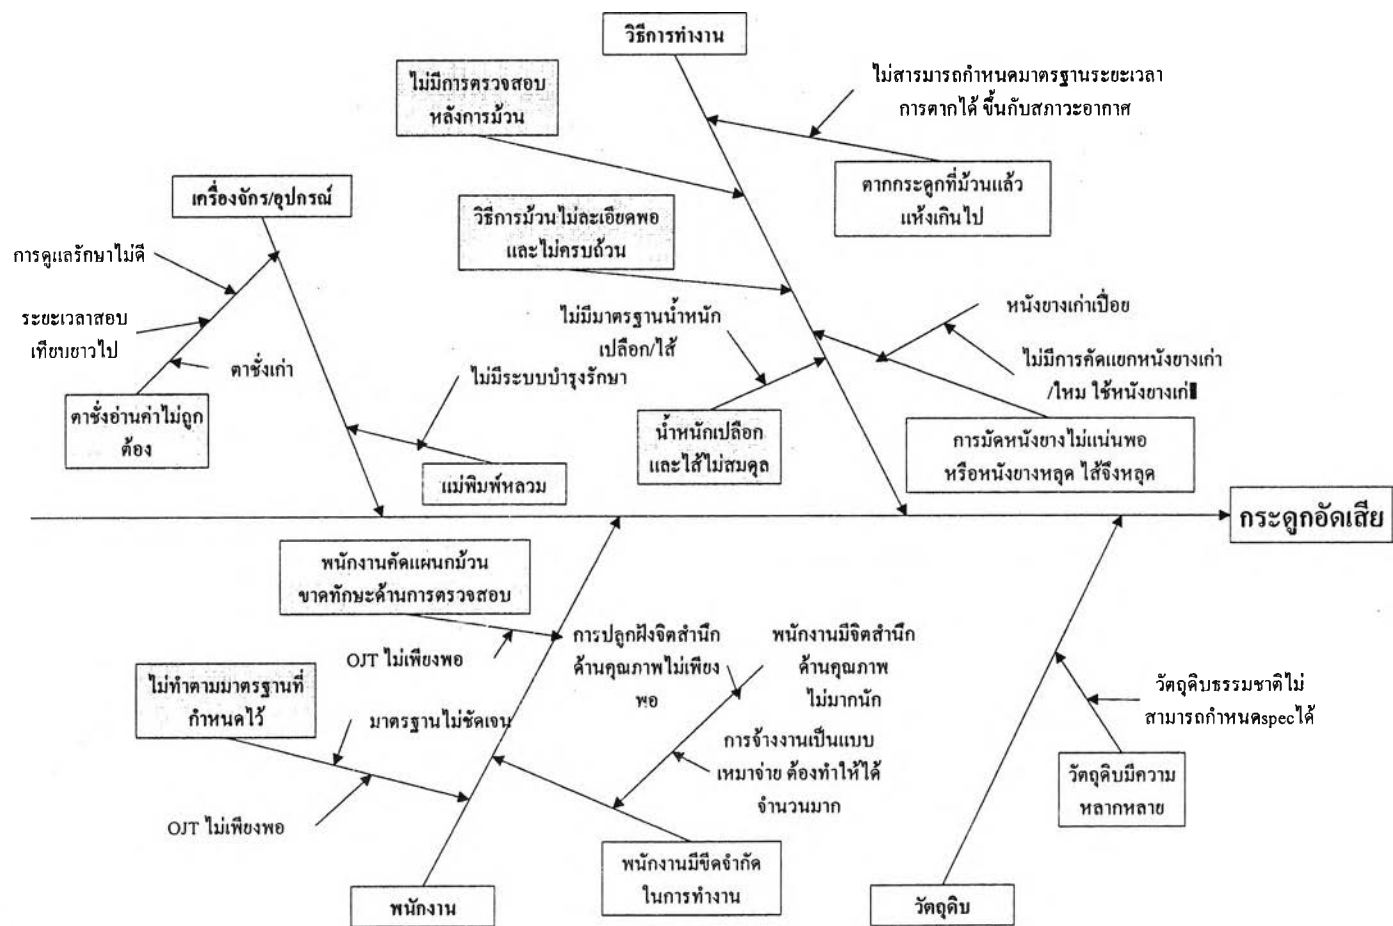 วิธีการทำงาน
ไม่มีการตรวจสอบ
หลังการม้วน
ไม่สารมารถกำหนดมาตรฐานระยะเวลา
การตากได้ ขึ้นกับสภาวะอากาศ
ตากกระดูกที่ม้วนแล้ว
แห้งเกินไป
เครื่องจักร/อุปกรณ์
วิธีการม้วนไม่ละเอียดพอ
และไม่ครบถ้วน
การดูแลรักษาไม่ดี
ระยะเวลาสอบ
เทียบยาวไป
ตาชั่งเก่า
ตาชั่งอ่านค่าไม่ถูก
ต้อง
ไม่มีมาตรฐานน้ำหนัก
เปลือก/ไส้
ไม่มีระบบบำรุงรักษา
แม่พิมพ์หลวม
น้ำหนักเปลือก
และไส้ไม่สมดุล
หนังยางเก่าเปื่อย
ไม่มีการคัดแยกหนังยางเก่า
/ใหม่ ใช้หนังยางเก่
การมัดหนังยางไม่แน่นพอ
หรือหนังยางหลุด ไส้จึงหลุด
กระดูกอัดเสีย
พนักงานคัดแผนกม้วน
ขาดทักษะด้านการตรวจสอบ
OJT ไม่เพียงพอ
ไม่ทำตามมาตรฐานที่
กำหนดไว้
มาตรฐานไม่ชัดเจน
OJT ไม่เพียงพอ
การปลูกฝังจิตสำนึก
ด้านคุณภาพไม่เพียง
พอ
พนักงานมีจิตสำนึก
ด้านคุณภาพ
ไม่มากนัก
การจ้างงานเป็นแบบ
เหมาจ่าย ต้องทำให้ได้
จำนวนมาก
พนักงานมีขีดจำกัด
ในการทำงาน
พนักงาน
วัตถุดิบธรรมชาติไม่
สามารถกำหนดspecได้
วัตถุดิบมีความ
หลากหลาย
วัตถุดิบ